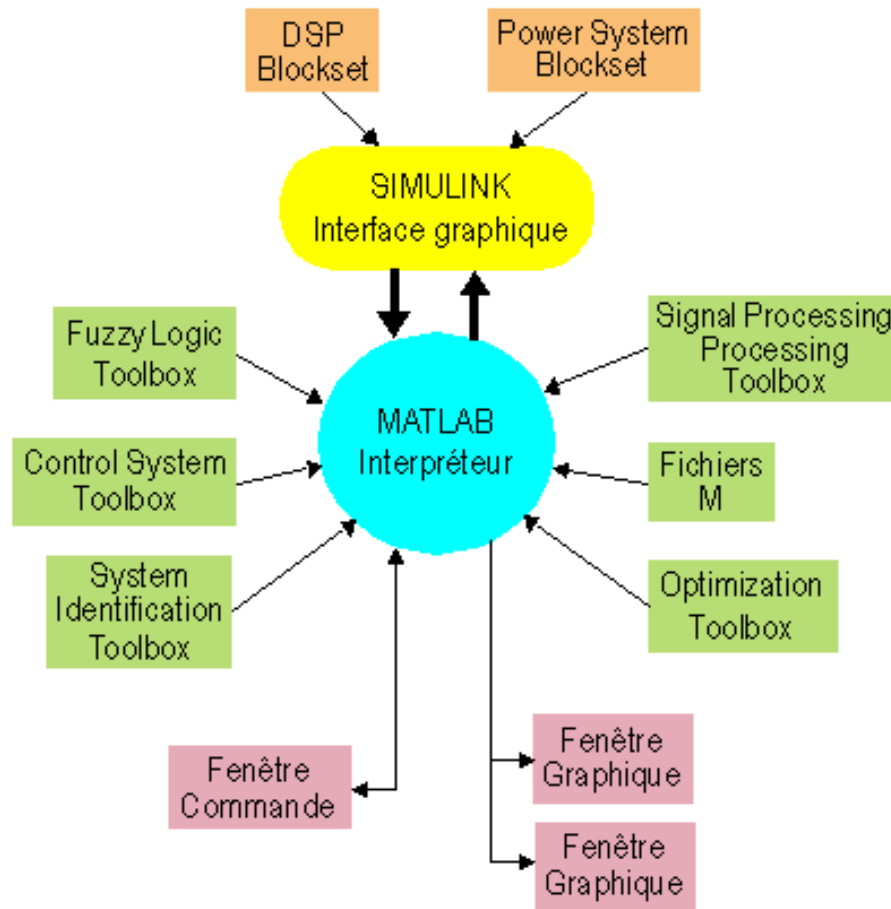 DSP
Blockset
Power System
Blockset
SIMULINK
Interface graphique
Fuzzy Logic
Toolbox
Signal Processing
Processing
Toolbox
MATLAB
Interpréteur
Control System
Toolbox
Fichiers
M
System
Identification
Toolbox
Optimization
Toolbox
Fenêtre
Commande
Fenêtre
Graphique
Fenêtre
Graphique